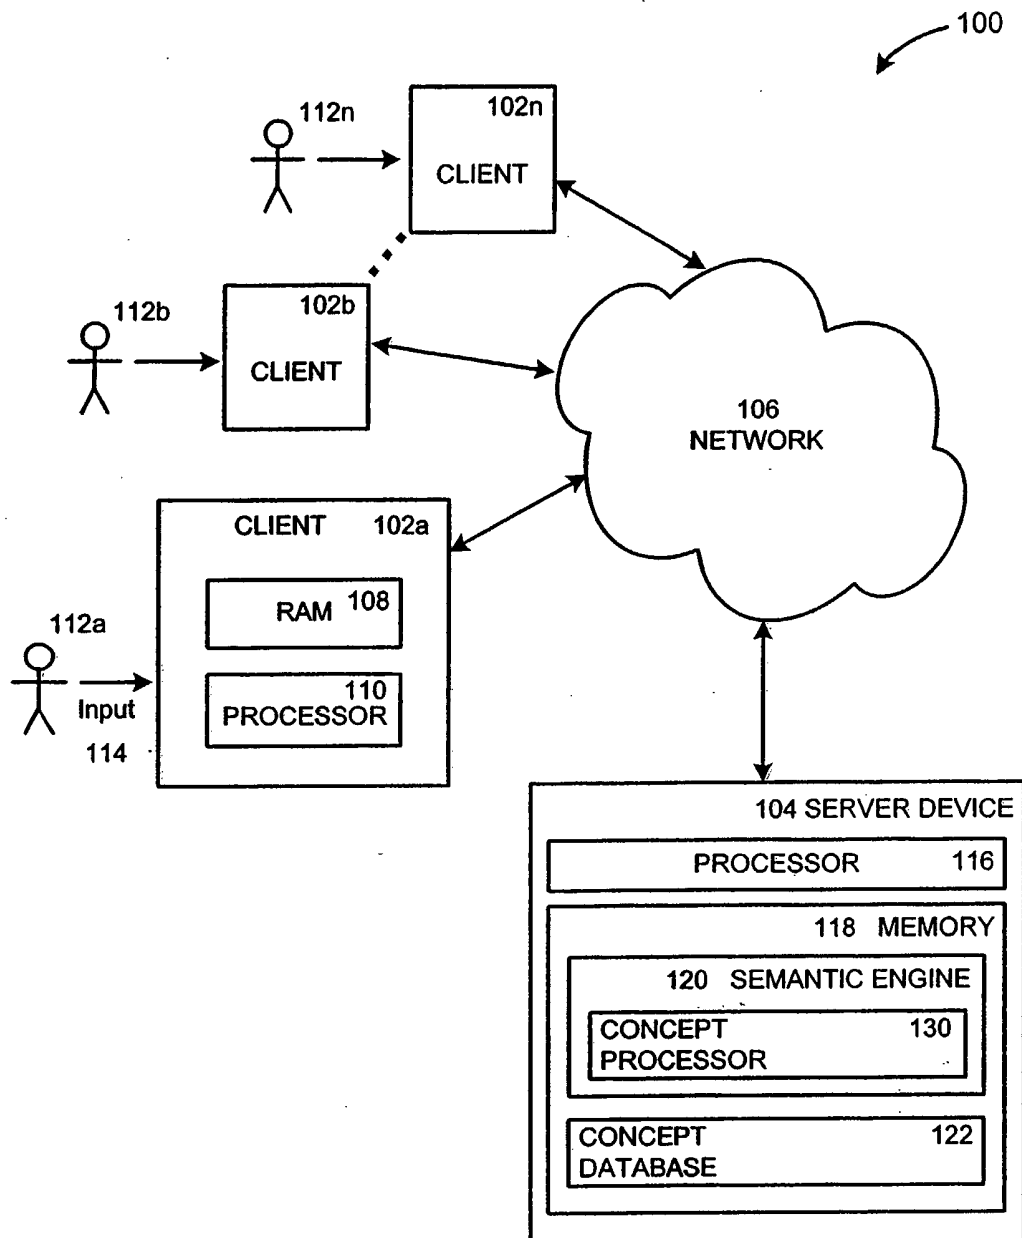 100
112n
102n
CLIENT
112b
102b
CLIENT
106
NETWORK
CLIENT 102a
RAM 108
112a
110
PROCESSOR
Input
114
104 SERVER DEVICE
PROCESSOR 116
118 MEMORY
120 SEMANTIC ENGINE
CONCEPT 130
PROCESSOR
CONCEPT 122
DATABASE